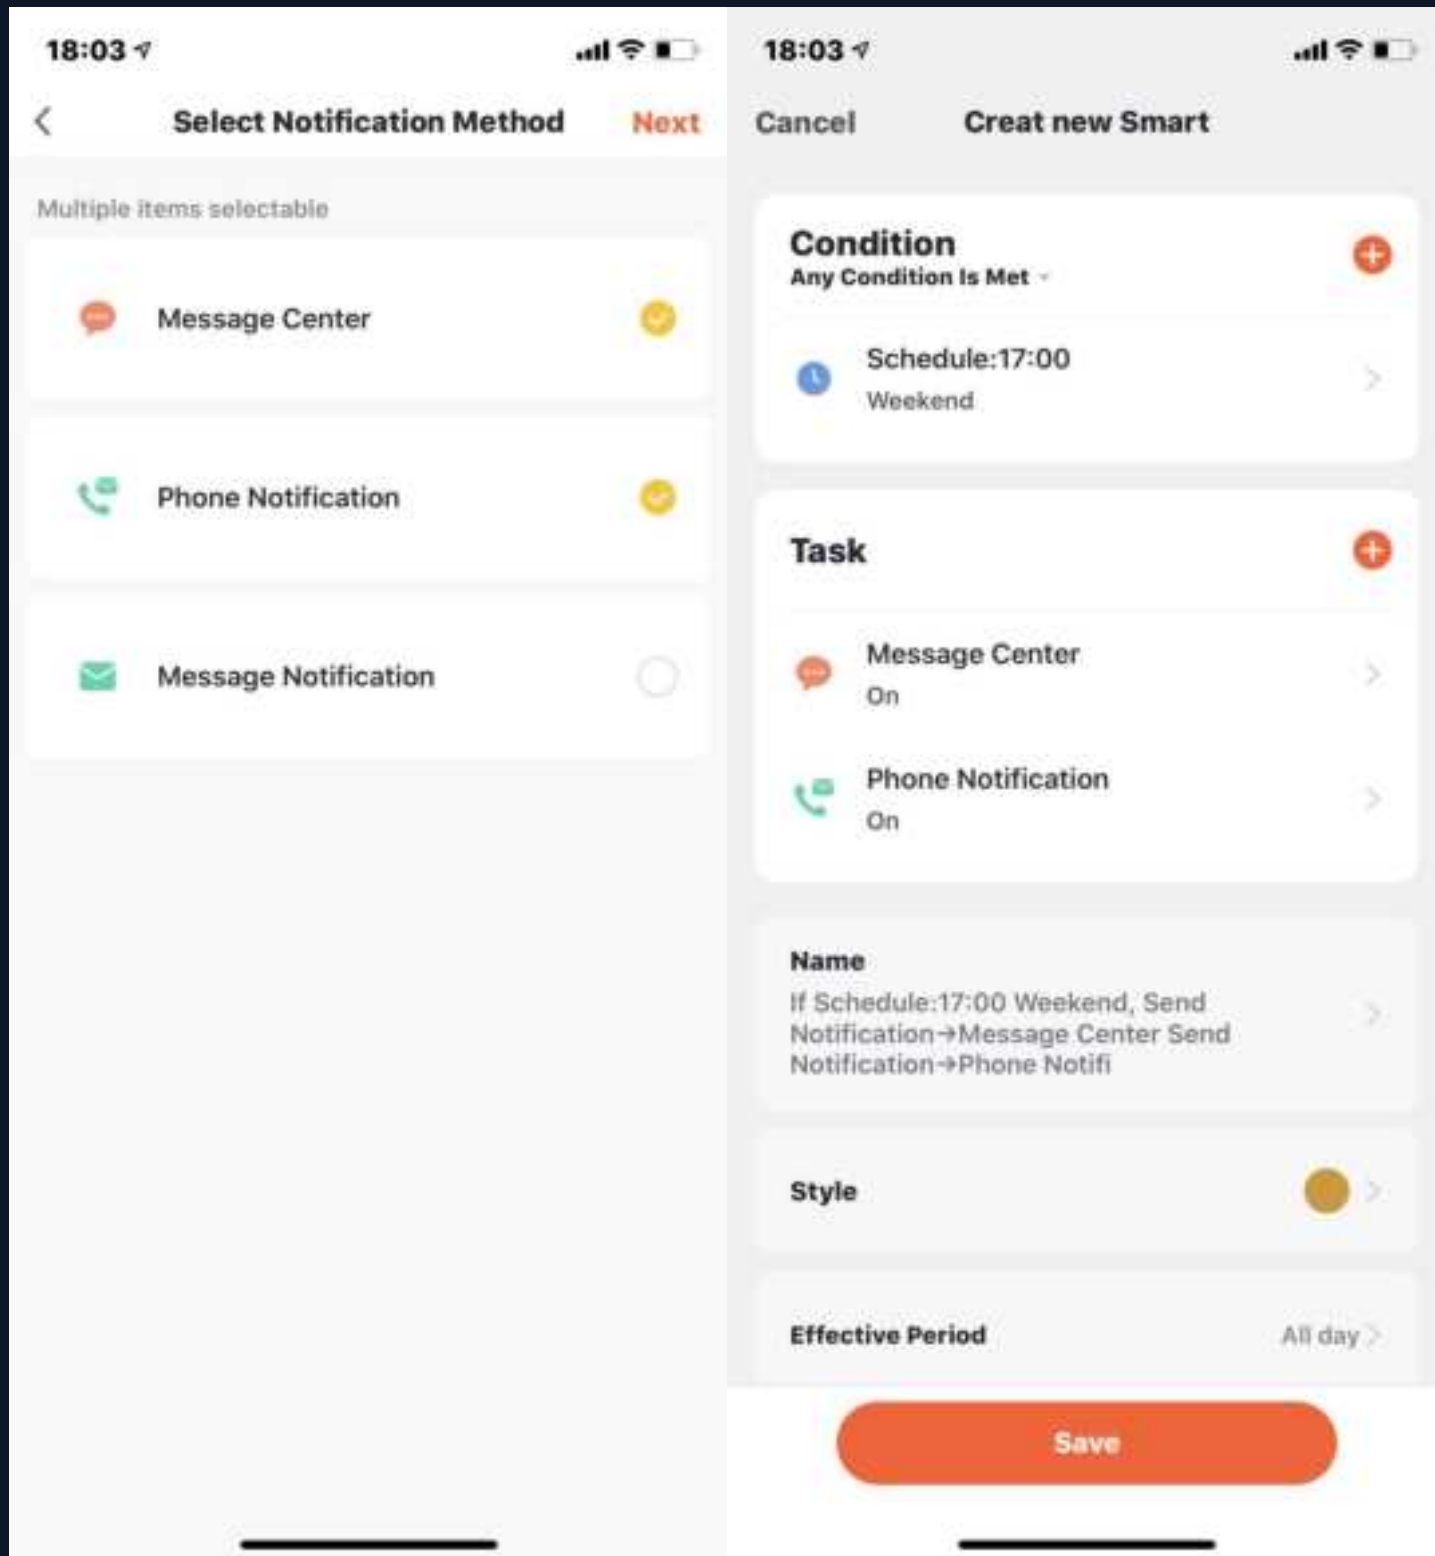 18:03
Select Notification Method
Next
Multiple items selectable
Message Center
Phone Notification
Message Notification
18:03
Cancel
Creat new Smart
Condition
Any Condition Is Met
Schedule:17:00
Weekend
Task
Message Center
On
Phone Notification
On
Name
If Schedule:17:00 Weekend, Send
Notification→Message Center Send
Notification→Phone Notifi
Style
Effective Period
All day
Save